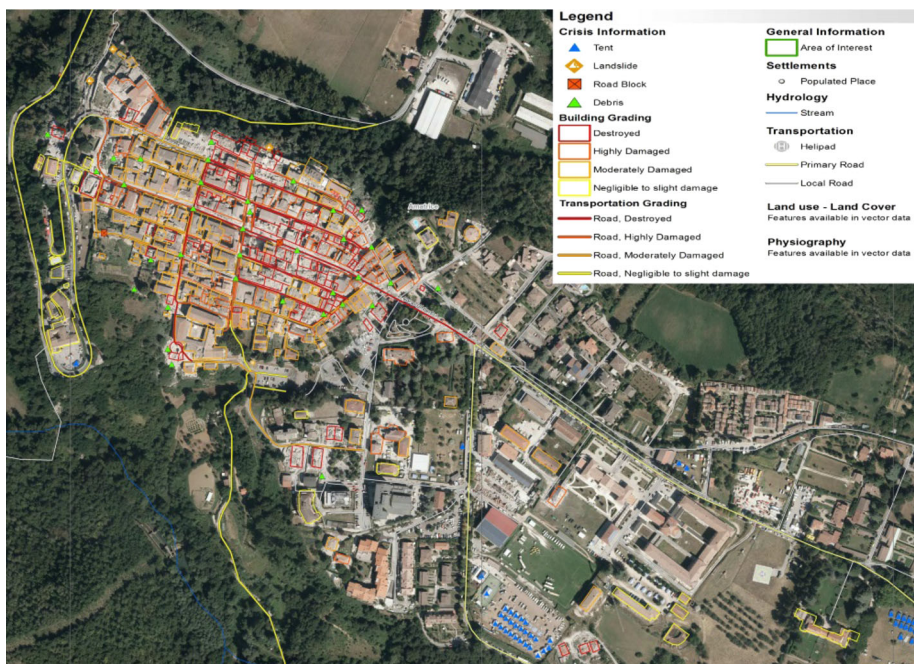 Legend
Crisis Information
Tent
Landslide
Road Block
Debris
Building Grading
Destroyed
Highly Damaged
Moderately Damaged
Negligible to slight damage
Transportation Grading
Road, Destroyed
Road, Highly Damaged
Road, Moderately Damaged
Road, Negligible to slight damage
General Information
Area of Interest
Settlements
Populated Place
Hydrology
Stream
Transportation
Helipad
Primary Road
Local Road
Land use - Land Cover
Features available in vector data
Physiography
Features available in vector data
Amatrice